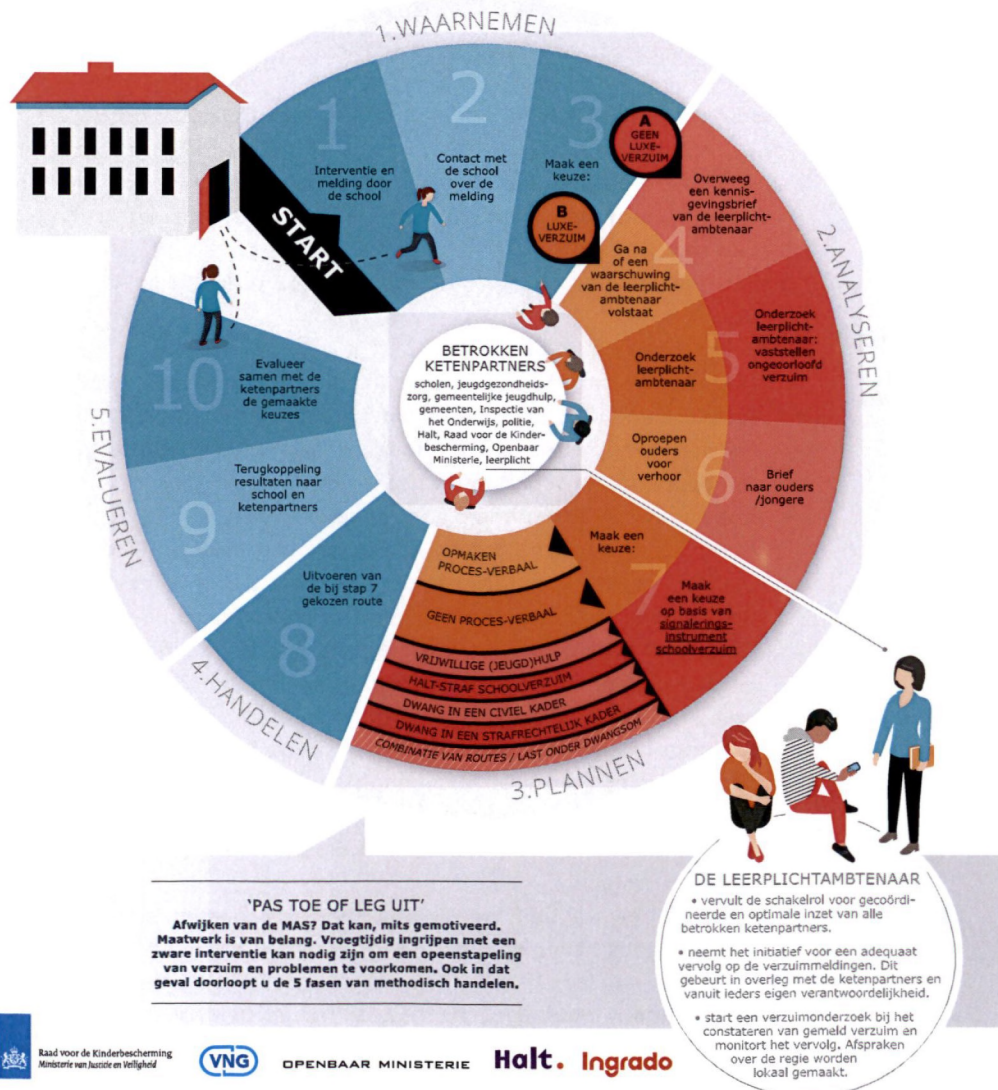 1.WAARNEMEN
1
Interventie en
melding door
de school
2
Contact met
de school
over de
melding
3
Maak een
keuze:
A
GEEN
LUXE-
VERZUIM
B
LUXE-
VERZUIM
START
2.ANALYSEREN
4
Overweeg
een kennis-
gevingsbrief
van de leerplicht-
ambtenaar
Ga na
of een
waarschuwing
van de leerplicht-
ambtenaar
volstaat
5
Onderzoek
leerplicht-
ambtenaar:
vaststellen
ongeoorloofd
verzuim
Onderzoek
leerplicht-
ambtenaar
6
Oproepen
ouders
voor
verhoor
Brief
naar ouders
/jongere
7
Maak een
keuze:
Maak
een keuze
op basis van
signalerings-
instrument
schoolverzuim
OPMAKEN
PROCES-VERBAAL
GEEN PROCES-VERBAAL
VRIJWILLIGE (JEUGD)HULP
HALT-STRAF SCHOOLVERZUIM
DWANG IN EEN CIVIEL KADER
DWANG IN EEN STRAFRECHTELIJK KADER
COMBINATIE VAN ROUTES / LAST ONDER DWANGSOM
3.PLANNEN
4.HANDELEN
8
Uitvoeren van
de bij stap 7
gekozen route
5.EVALUEREN
9
Terugkoppeling
resultaten naar
school en
ketenpartners
10
Evalueer
samen met de
ketenpartners
de gemaakte
keuzes
BETROKKEN
KETENPARTNERS
scholen, jeugdgezondheids-
zorg, gemeentelijke jeugdhulp,
gemeenten, Inspectie van
het Onderwijs, politie,
Halt, Raad voor de Kinder-
bescherming, Openbaar
Ministerie, leerplicht
'PAS TOE OF LEG UIT'
Afwijken van de MAS? Dat kan, mits gemotiveerd.
Maatwerk is van belang. Vroegtijdig ingrijpen met een
zware interventie kan nodig zijn om een opeenstapeling
van verzuim en problemen te voorkomen. Ook in dat
geval doorloopt u de 5 fasen van methodisch handelen.
DE LEERPLICHTAMBTENAAR
• vervult de schakelrol voor gecoördi-
neerde en optimale inzet van alle
betrokken ketenpartners.
• neemt het initiatief voor een adequaat
vervolg op de verzuimmeldingen. Dit
gebeurt in overleg met de ketenpartners en
vanuit ieders eigen verantwoordelijkheid.
• start een verzuimonderzoek bij het
constateren van gemeld verzuim en
monitort het vervolg. Afspraken
over de regie worden
lokaal gemaakt.
Raad voor de Kinderbescherming
Ministerie van Justitie en Veiligheid
VNG
OPENBAAR MINISTERIE
Halt.
Ingrado